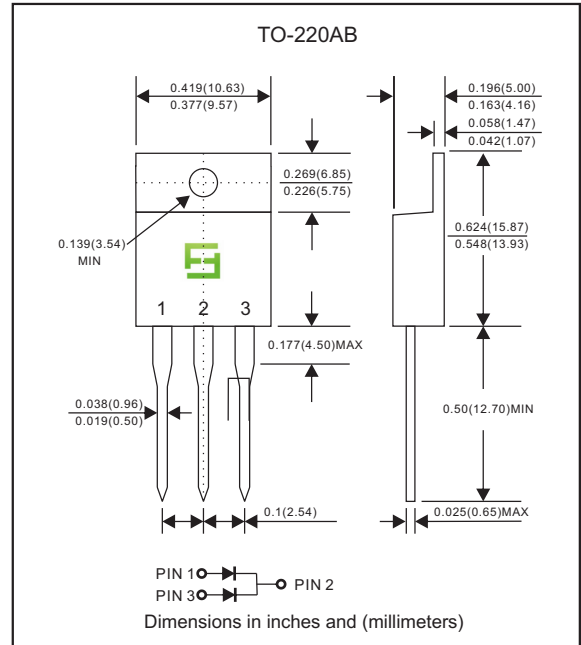 TO-220AB
0.419(10.63)
0.377(9.57)
0.196(5.00)
0.163(4.16)
0.058(1.47)
0.042(1.07)
0.269(6.85)
0.226(5.75)
0.139(3.54)
MIN
0.624(15.87)
0.548(13.93)
1 2 3
0.177(4.50)MAX
0.038(0.96)
0.019(0.50)
0.50(12.70)MIN
0.1(2.54)
0.025(0.65)MAX
PIN 1
PIN 3
PIN 2
Dimensions in inches and (millimeters)